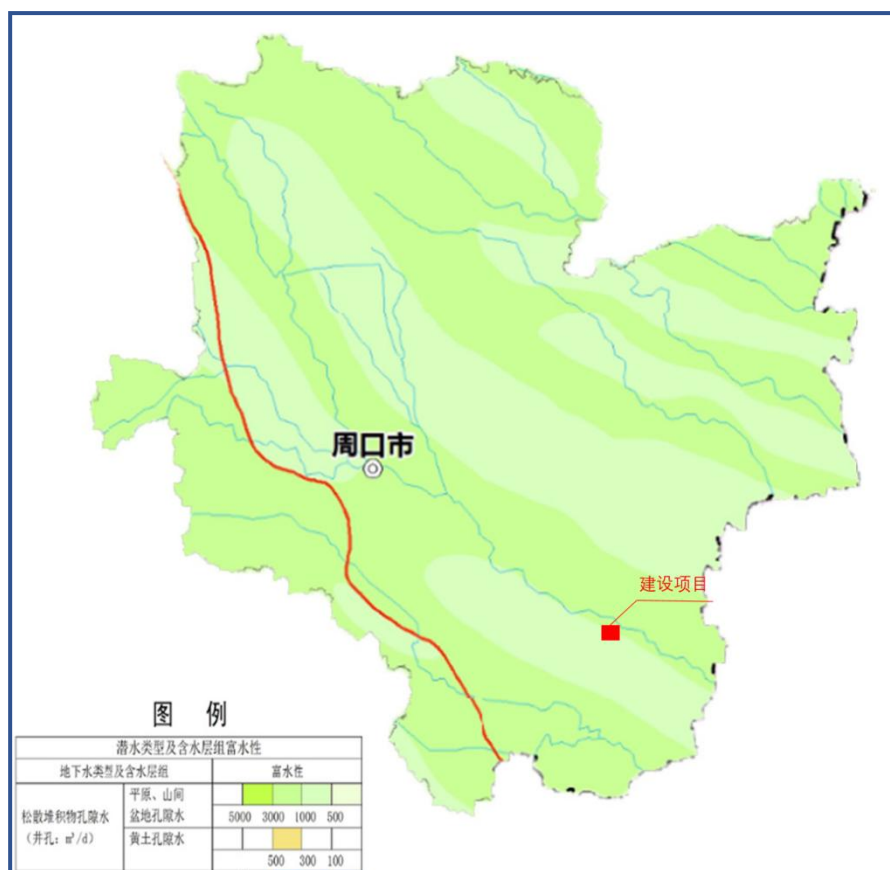 周口市
建设项目
图 例
潜水类型及含水层组富水性
地下水类型及含水层组 富水性
松散堆积物孔隙水
(井孔:m³/d)
平原、山间
盆地孔隙水
5000 3000 1000 500
黄土孔隙水
500 300 100